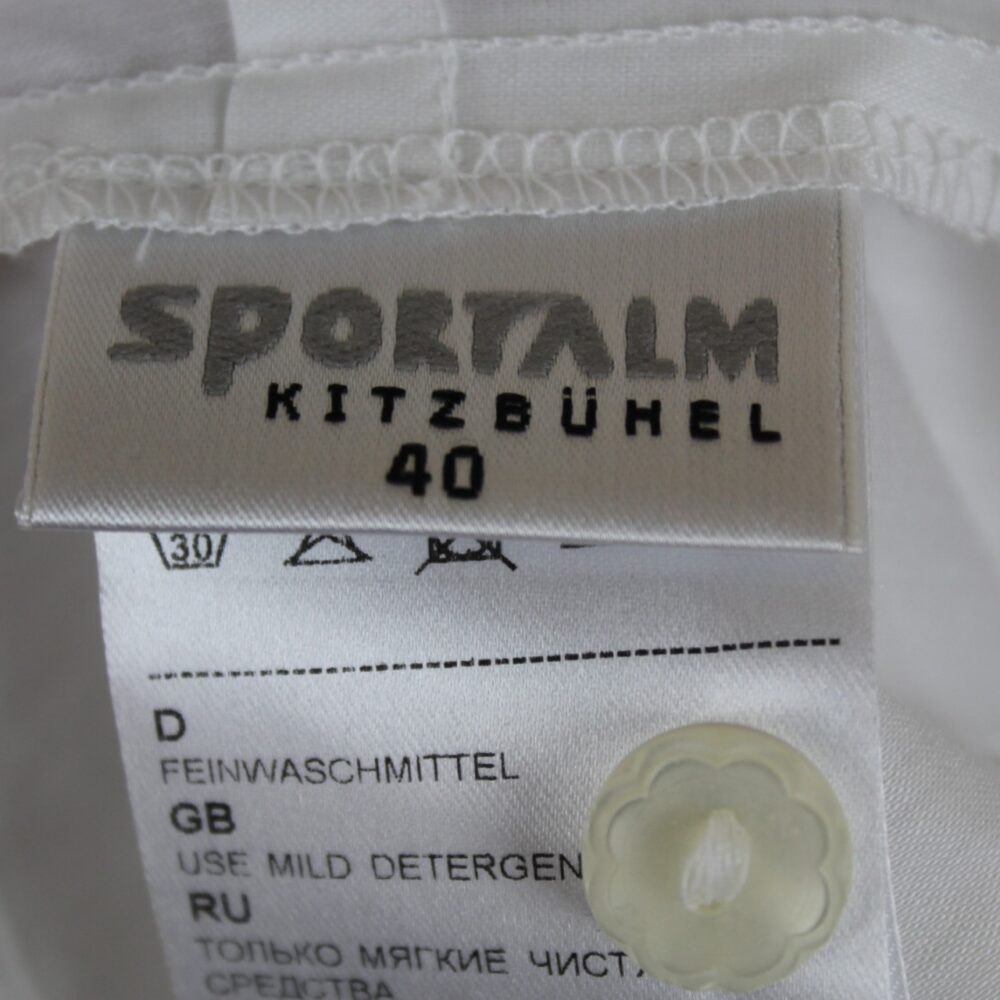 SPORTALM
KITZBÜHEL
40
30
D
FEINWASCHMITTEL
GB
USE MILD DETERGEN
RU
ТОЛЬКО МЯГКИЕ ЧИСТ
СРЕДСТВА